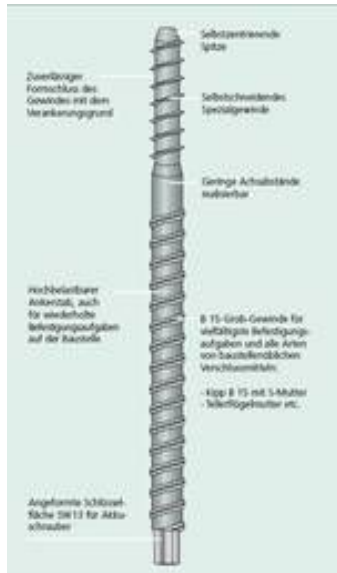 Selbstzentrierende
Spitze
Zuverlässiger
Formschluss des
Gewindes mit dem
Verankerungsgrund
Selbstschneidendes
Spezialgewinde
Geringe Achsabstände
realisierbar
Hochbelastbarer
Ankerstab, auch
für wiederholte
Befestigungsaufgaben
auf der Baustelle
B 15-Grob-Gewinde für
vielfältigste Befestigungs-
aufgaben und alle Arten
von baustellenüblichen
Verschlussmitteln:
- Kipp B 15 mit S-Mutter
- Tellerflügelmutter etc.
Angeformte Schlüssel-
fläche SW13 für Akku-
schrauber